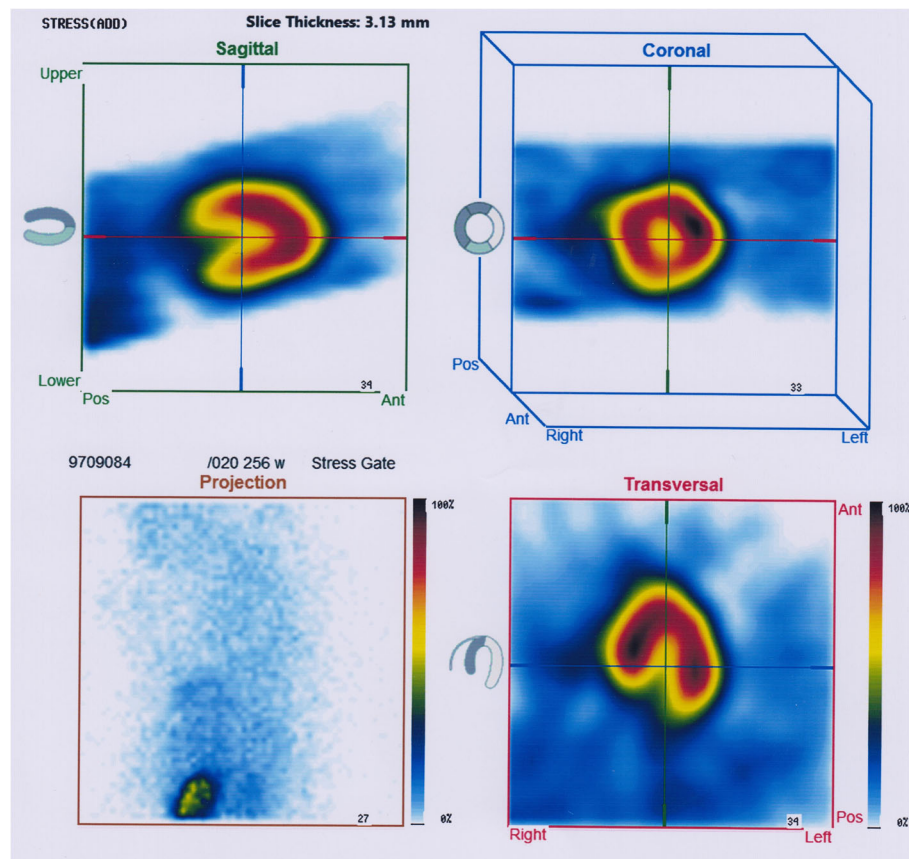 STRESS(ADD)
Slice Thickness: 3.13 mm
Sagittal
Coronal
Upper
Lower
Pos
34
Ant
Pos
Ant
Right
33
Left
9709084 /020 256 w Stress Gate
Projection
Transversal
100%
0%
27
Ant
100%
Pos
0%
Right
34
Left